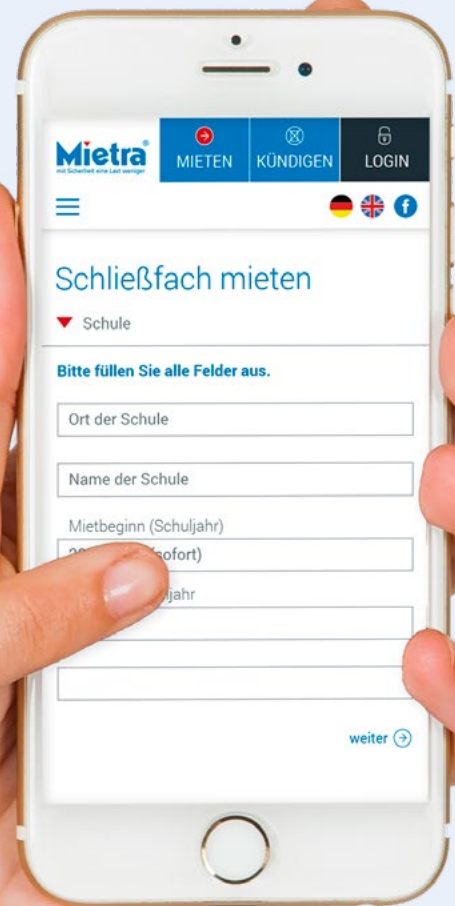 Mietra®
mit Sicherheit eine Last weniger
MIETEN
KÜNDIGEN
LOGIN
Schließfach mieten
Schule
Bitte füllen Sie alle Felder aus.
Ort der Schule
Name der Schule
Mietbeginn (Schuljahr)
(sofort)
weiter